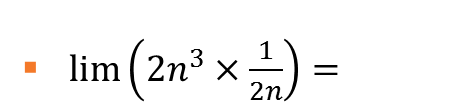 ▪ lim (2n³ × 1/2n) =